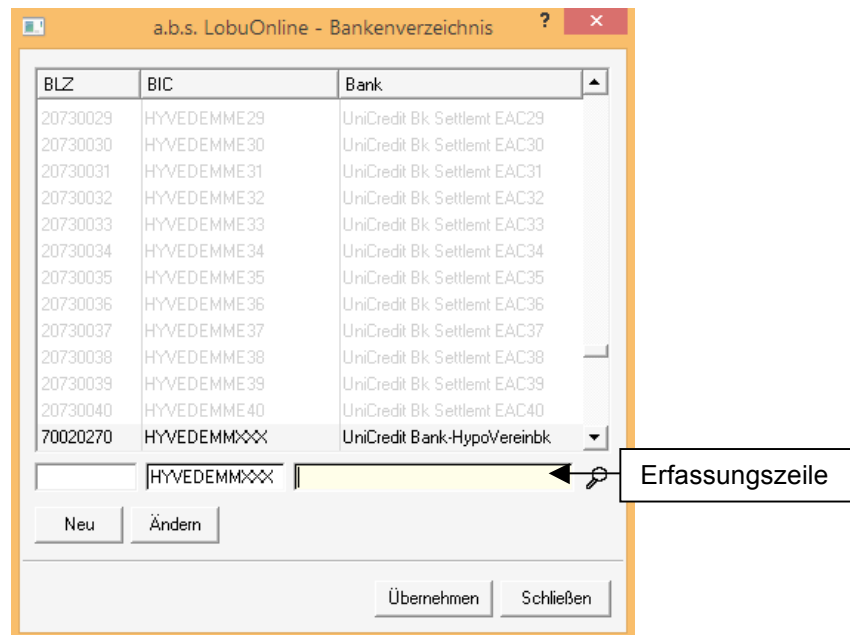 a.b.s. LobuOnline - Bankenverzeichnis ? ×
BLZ BIC Bank
20730029 HYVEDEMME29 UniCredit Bk Settlemt EAC29
20730030 HYVEDEMME30 UniCredit Bk Settlemt EAC30
20730031 HYVEDEMME31 UniCredit Bk Settlemt EAC31
20730032 HYVEDEMME32 UniCredit Bk Settlemt EAC32
20730033 HYVEDEMME33 UniCredit Bk Settlemt EAC33
20730034 HYVEDEMME34 UniCredit Bk Settlemt EAC34
20730035 HYVEDEMME35 UniCredit Bk Settlemt EAC35
20730036 HYVEDEMME36 UniCredit Bk Settlemt EAC36
20730037 HYVEDEMME37 UniCredit Bk Settlemt EAC37
20730038 HYVEDEMME38 UniCredit Bk Settlemt EAC38
20730039 HYVEDEMME39 UniCredit Bk Settlemt EAC39
20730040 HYVEDEMME40 UniCredit Bk Settlemt EAC40
70020270 HYVEDEMMXXX UniCredit Bank-HypoVereinbk
HYVEDEMMXXX Erfassungszeile
Neu Ändern
Übernehmen Schließen